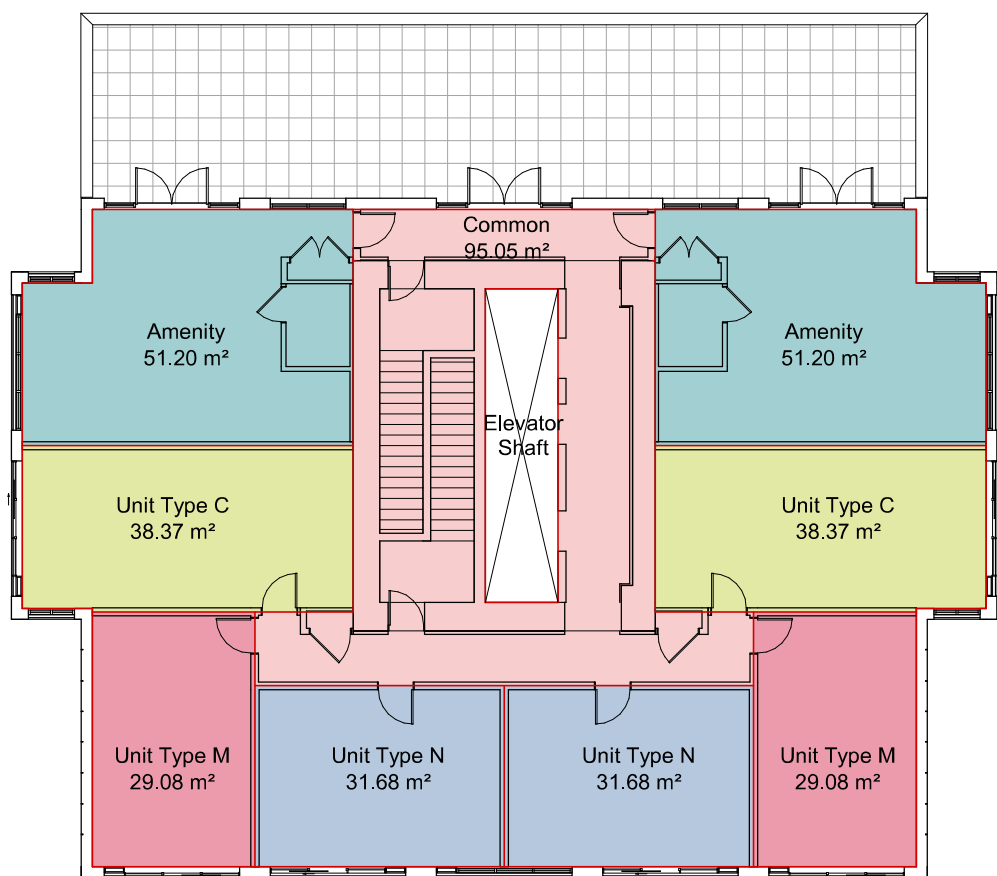 Common
95.05 m²
Amenity
51.20 m²
Amenity
51.20 m²
Elevator
Shaft
Unit Type C
38.37 m²
Unit Type C
38.37 m²
Unit Type M
29.08 m²
Unit Type N
31.68 m²
Unit Type N
31.68 m²
Unit Type M
29.08 m²